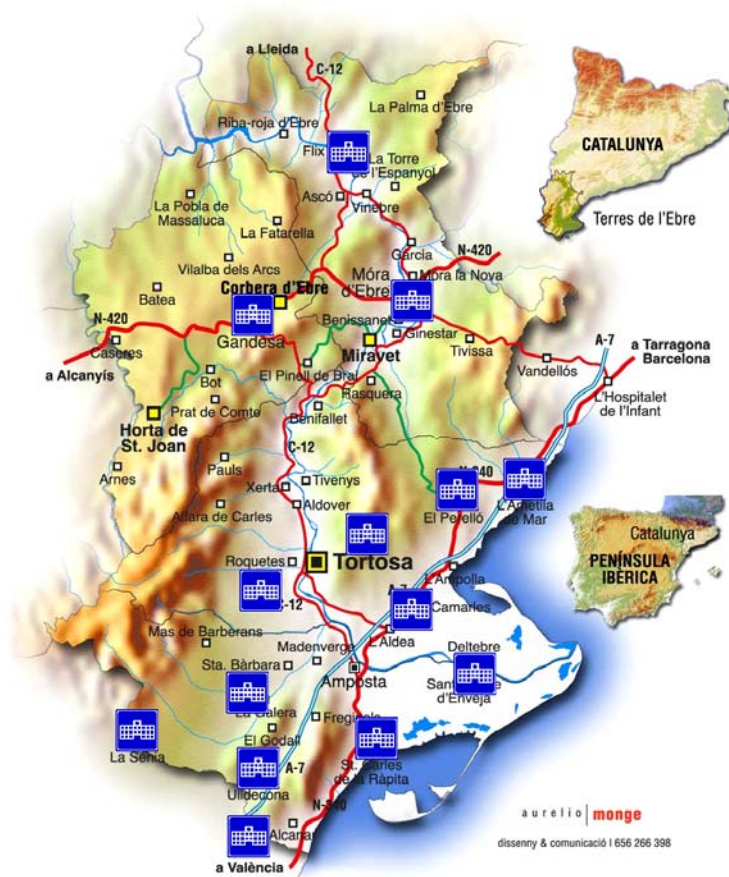 a Lleida
C-12
La Palma d'Ebre
Riba-roja d'Ebre
Flix
La Torre
de l'Espanyol
CATALUNYA
Ascó
Vinebre
La Pobla de
Massaluca
La Fatarella
Terres de l'Ebre
Garcia
N-420
Vilalba dels Arcs
Móra
d'Ebre
Móra la Nova
Corbera d'Ebre
Batea
Benissanet
N-420
Gandesa
Ginestar
Miravet
Tivissa
A-7
a Tarragona
Barcelona
Caseres
a Alcanyís
El Pinell de Brai
Vandellós
Bot
Rasquera
L'Hospitalet
de l'Infant
Prat de Comte
Benifallet
Horta de
St. Joan
C-12
Pauls
Arnes
Tivenys
Xerta
Aldover
El Perelló
L'Ametlla
de Mar
Alfara de Carles
Catalunya
PENÍNSULA
IBÈRICA
Roquetes
Tortosa
L'Ampolla
C-12
A-7
Camarles
Mas de Barberans
L'Aldea
Madenverge
Deltebre
Sta. Bàrbara
Amposta
d'Enveja
La Galera
Freginals
El Godall
La Sénia
St. Carles
de la Ràpita
A-7
Ulldecona
N-340
Alcanar
a València
aurelio | monge
dissenny & comunicació | 656 266 398